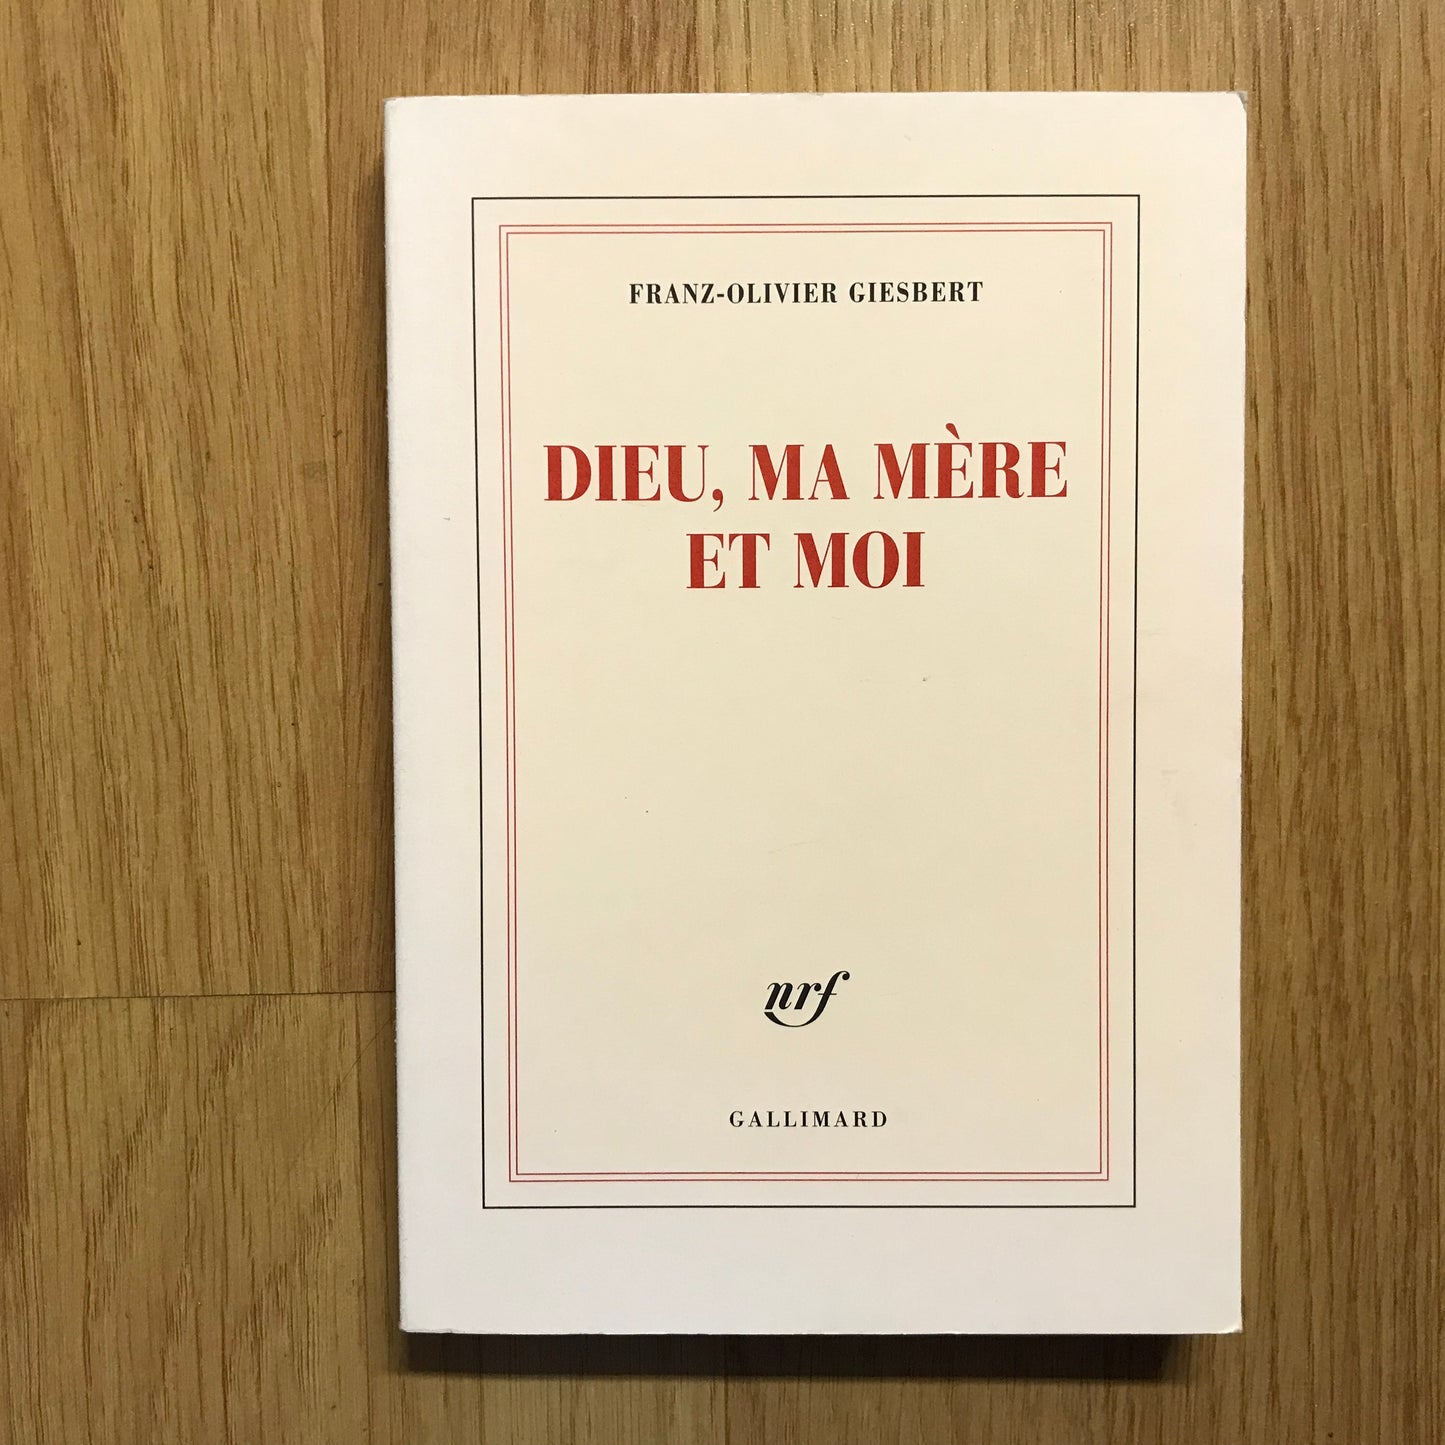 FRANZ-OLIVIER GIESBERT
DIEU, MA MÈRE
ET MOI
nrf
GALLIMARD